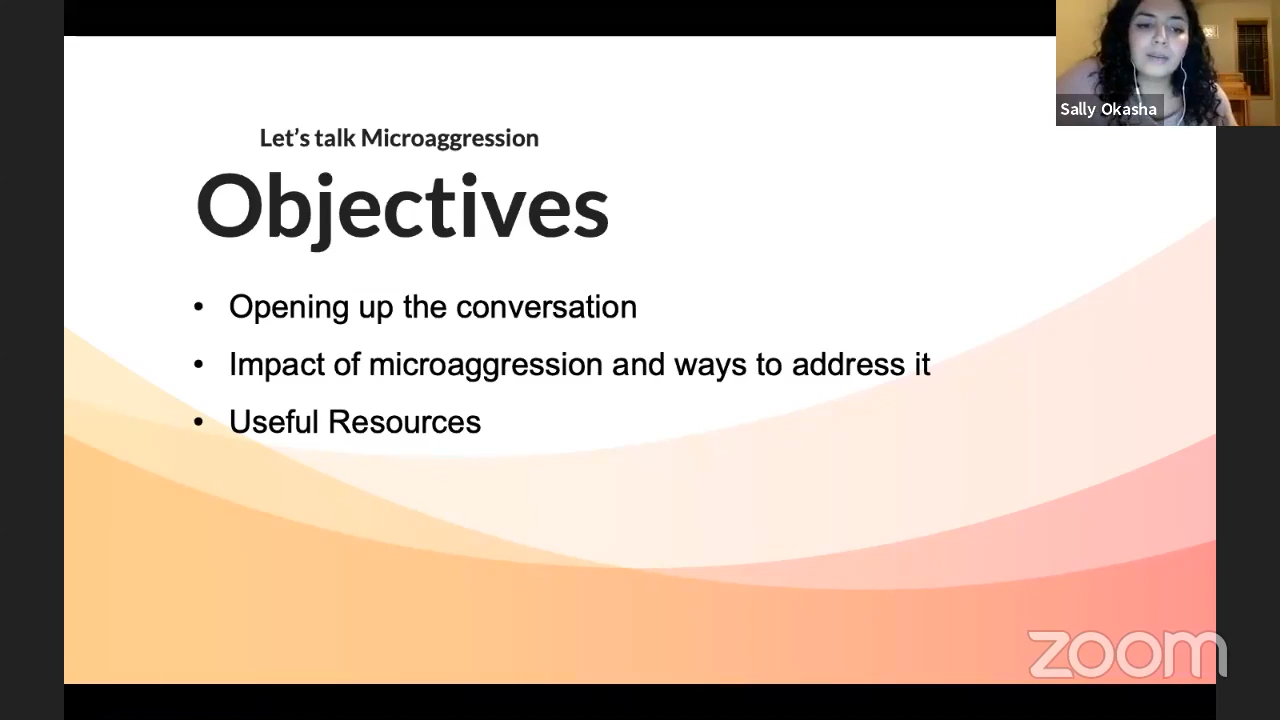 Sally Okasha
Let's talk Microaggression
Objectives
• Opening up the conversation
• Impact of microaggression and ways to address it
• Useful Resources
zoom